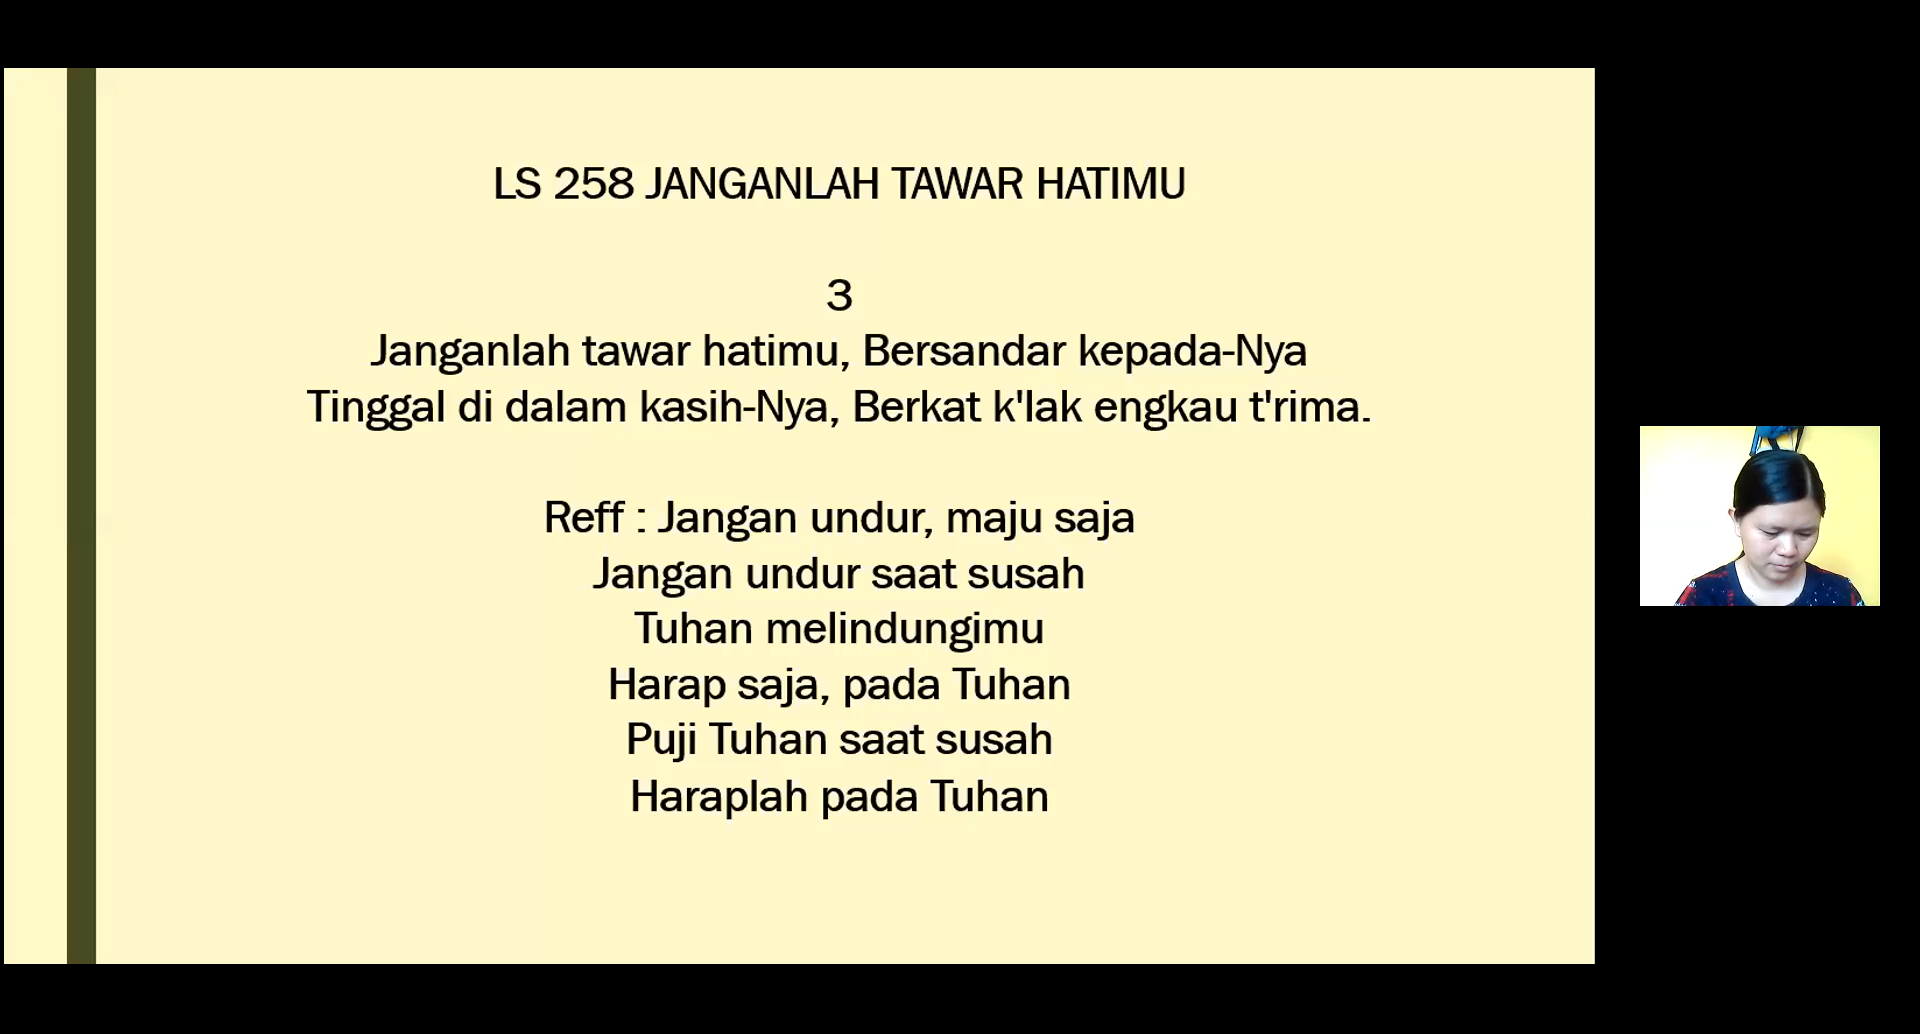 LS 258 JANGANLAH TAWAR HATIMU
3
Janganlah tawar hatimu, Bersandar kepada-Nya
Tinggal di dalam kasih-Nya, Berkat k'lak engkau t'rima.
Reff : Jangan undur, maju saja
Jangan undur saat susah
Tuhan melindungimu
Harap saja, pada Tuhan
Puji Tuhan saat susah
Haraplah pada Tuhan